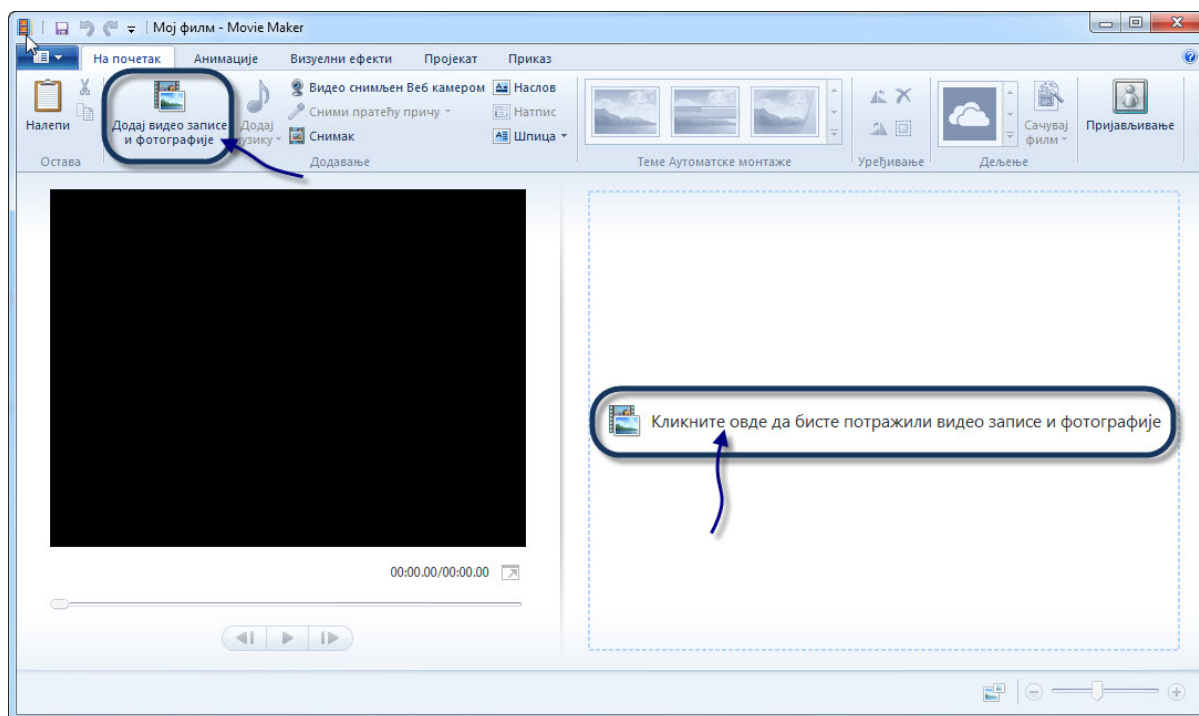 Мој филм - Movie Maker
На почетак Анимације Визуелни ефекти Пројекат Приказ
Налепи
Додај видео записе
и фотографије
Додај
музику
Видео снимљен Веб камером
Сними пратећу причу
Снимак
Наслов
Натпис
Шпица
Сачувај
филм
Пријављивање
Остава Додавање Теме Аутоматске монтаже Уређивање Дељење
Кликните овде да бисте потражили видео записе и фотографије
00:00.00/00:00.00